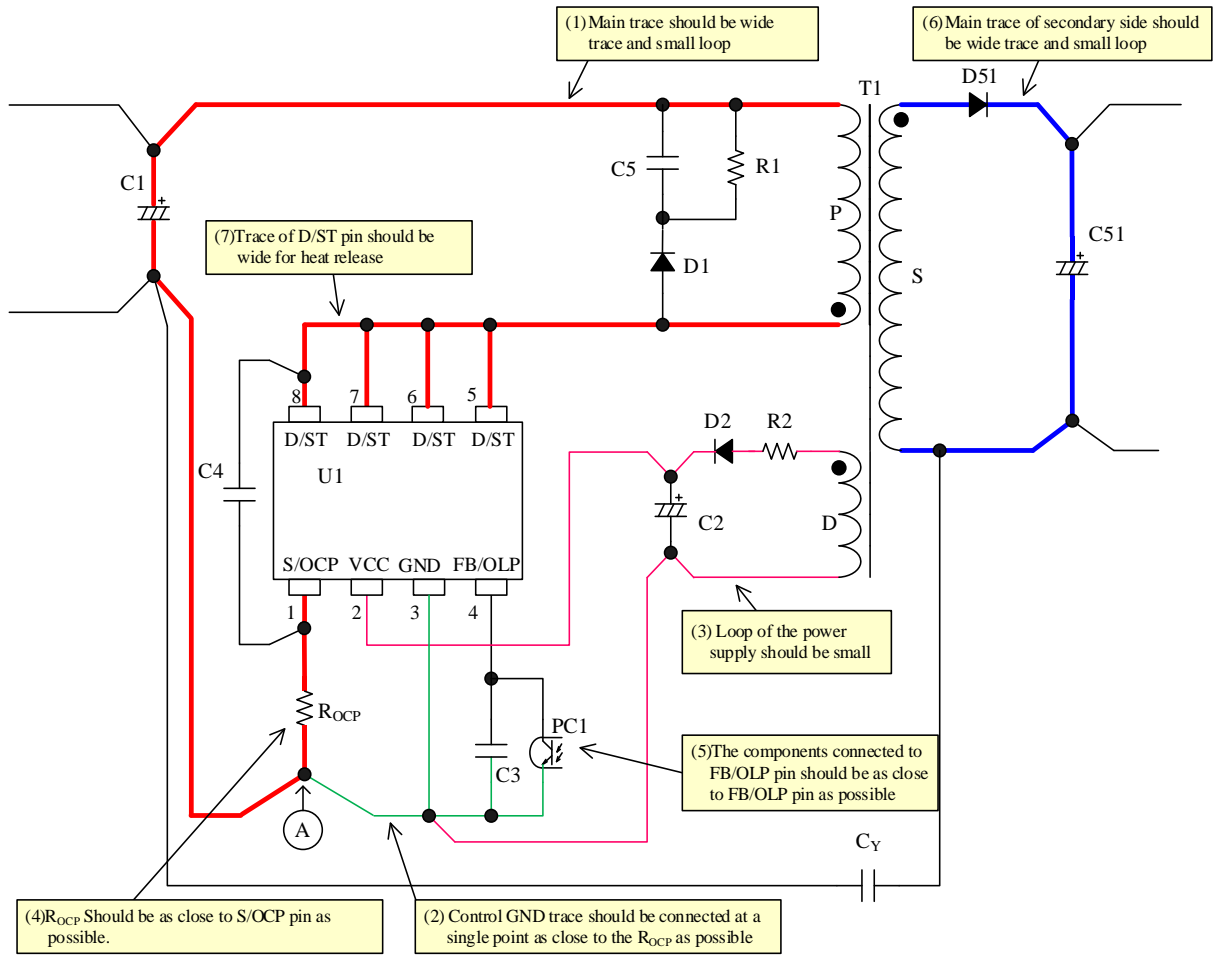 (1)Main trace should be wide
trace and small loop
(6)Main trace of secondary side should
be wide trace and small loop
D51
T1
C1
C5
R1
P
D1
S
C51
(7)Trace of D/ST pin should be
wide for heat release
8
7
6
5
D/ST
D/ST
D/ST
D/ST
U1
C4
D2
R2
C2
D
S/OCP
VCC
GND
FB/OLP
1
2
3
4
(3) Loop of the power
supply should be small
ROCP
PC1
C3
(5)The components connected to
FB/OLP pin should be as close
to FB/OLP pin as possible
A
CY
(4)ROCP Should be as close to S/OCP pin as
possible.
(2) Control GND trace should be connected at a
single point as close to the ROCP as possible